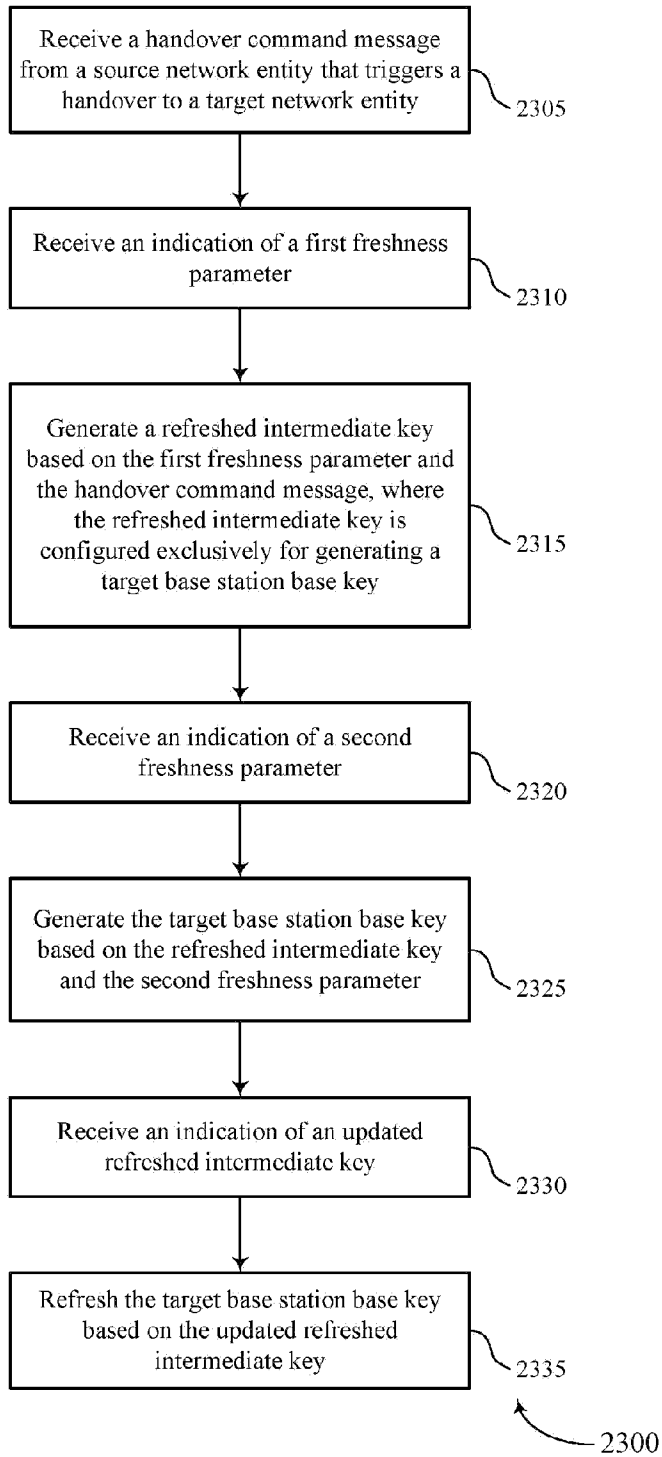 Receive a handover command message
from a source network entity that triggers a
handover to a target network entity
2305
Receive an indication of a first freshness
parameter
2310
Generate a refreshed intermediate key
based on the first freshness parameter and
the handover command message, where
the refreshed intermediate key is
configured exclusively for generating a
target base station base key
2315
Receive an indication of a second
freshness parameter
2320
Generate the target base station base key
based on the refreshed intermediate key
and the second freshness parameter
2325
Receive an indication of an updated
refreshed intermediate key
2330
Refresh the target base station base key
based on the updated refreshed
intermediate key
2335
2300